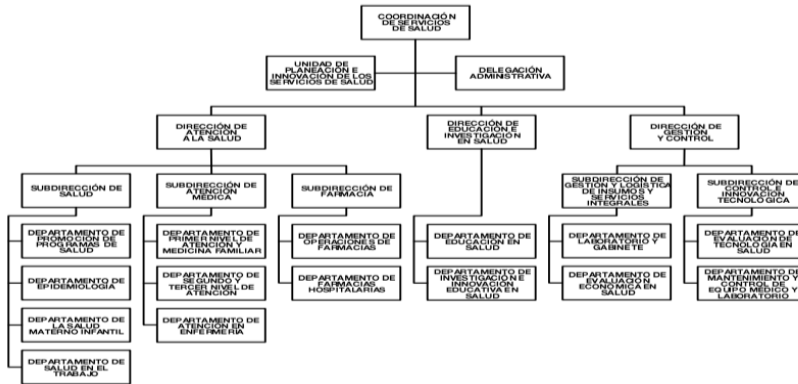 COORDINACIÓN
DE SERVICIOS
DE SALUD
UNIDAD DE
PLANEACIÓN E
INNOVACIÓN DE LOS
SERVICIOS DE SALUD
DELEGACIÓN
ADMINISTRATIVA
DIRECCIÓN DE
ATENCIÓN
A LA SALUD
DIRECCIÓN DE
EDUCACIÓN E
INVESTIGACIÓN
EN SALUD
DIRECCIÓN DE
GESTIÓN
Y CONTROL
SUBDIRECCIÓN DE
SALUD
SUBDIRECCIÓN DE
ATENCIÓN
MÉDICA
SUBDIRECCIÓN DE
FARMACIA
SUBDIRECCIÓN DE
GESTIÓN Y LOGÍSTICA
DE INSUMOS Y
SERVICIOS
INTEGRALES
SUBDIRECCIÓN DE
CONTROL E
INNOVACIÓN
TECNOLÓGICA
DEPARTAMENTO DE
PROMOCIÓN DE
PROGRAMAS DE
SALUD
DEPARTAMENTO DE
PRIMER NIVEL DE
ATENCIÓN Y
MEDICINA FAMILIAR
DEPARTAMENTO DE
OPERACIONES DE
FARMACIAS
DEPARTAMENTO DE
EDUCACIÓN EN
SALUD
DEPARTAMENTO DE
LABORATORIO Y
GABINETE
DEPARTAMENTO DE
EVALUACIÓN DE
TECNOLOGÍA EN
SALUD
DEPARTAMENTO DE
EPIDEMIOLOGÍA
DEPARTAMENTO DE
SEGUNDO Y
TERCER NIVEL DE
ATENCIÓN
DEPARTAMENTO DE
FARMACIAS
HOSPITALARIAS
DEPARTAMENTO DE
INVESTIGACIÓN E
INNOVACIÓN
EDUCATIVA EN SALUD
DEPARTAMENTO DE
EVALUACIÓN
ECONÓMICA EN
SALUD
DEPARTAMENTO DE
MANTENIMIENTO Y
CONTROL DE
EQUIPO MÉDICO Y
LABORATORIO
DEPARTAMENTO DE
LA SALUD
MATERNO INFANTIL
DEPARTAMENTO DE
ATENCIÓN EN
ENFERMERÍA
DEPARTAMENTO DE
SALUD EN EL
TRABAJO